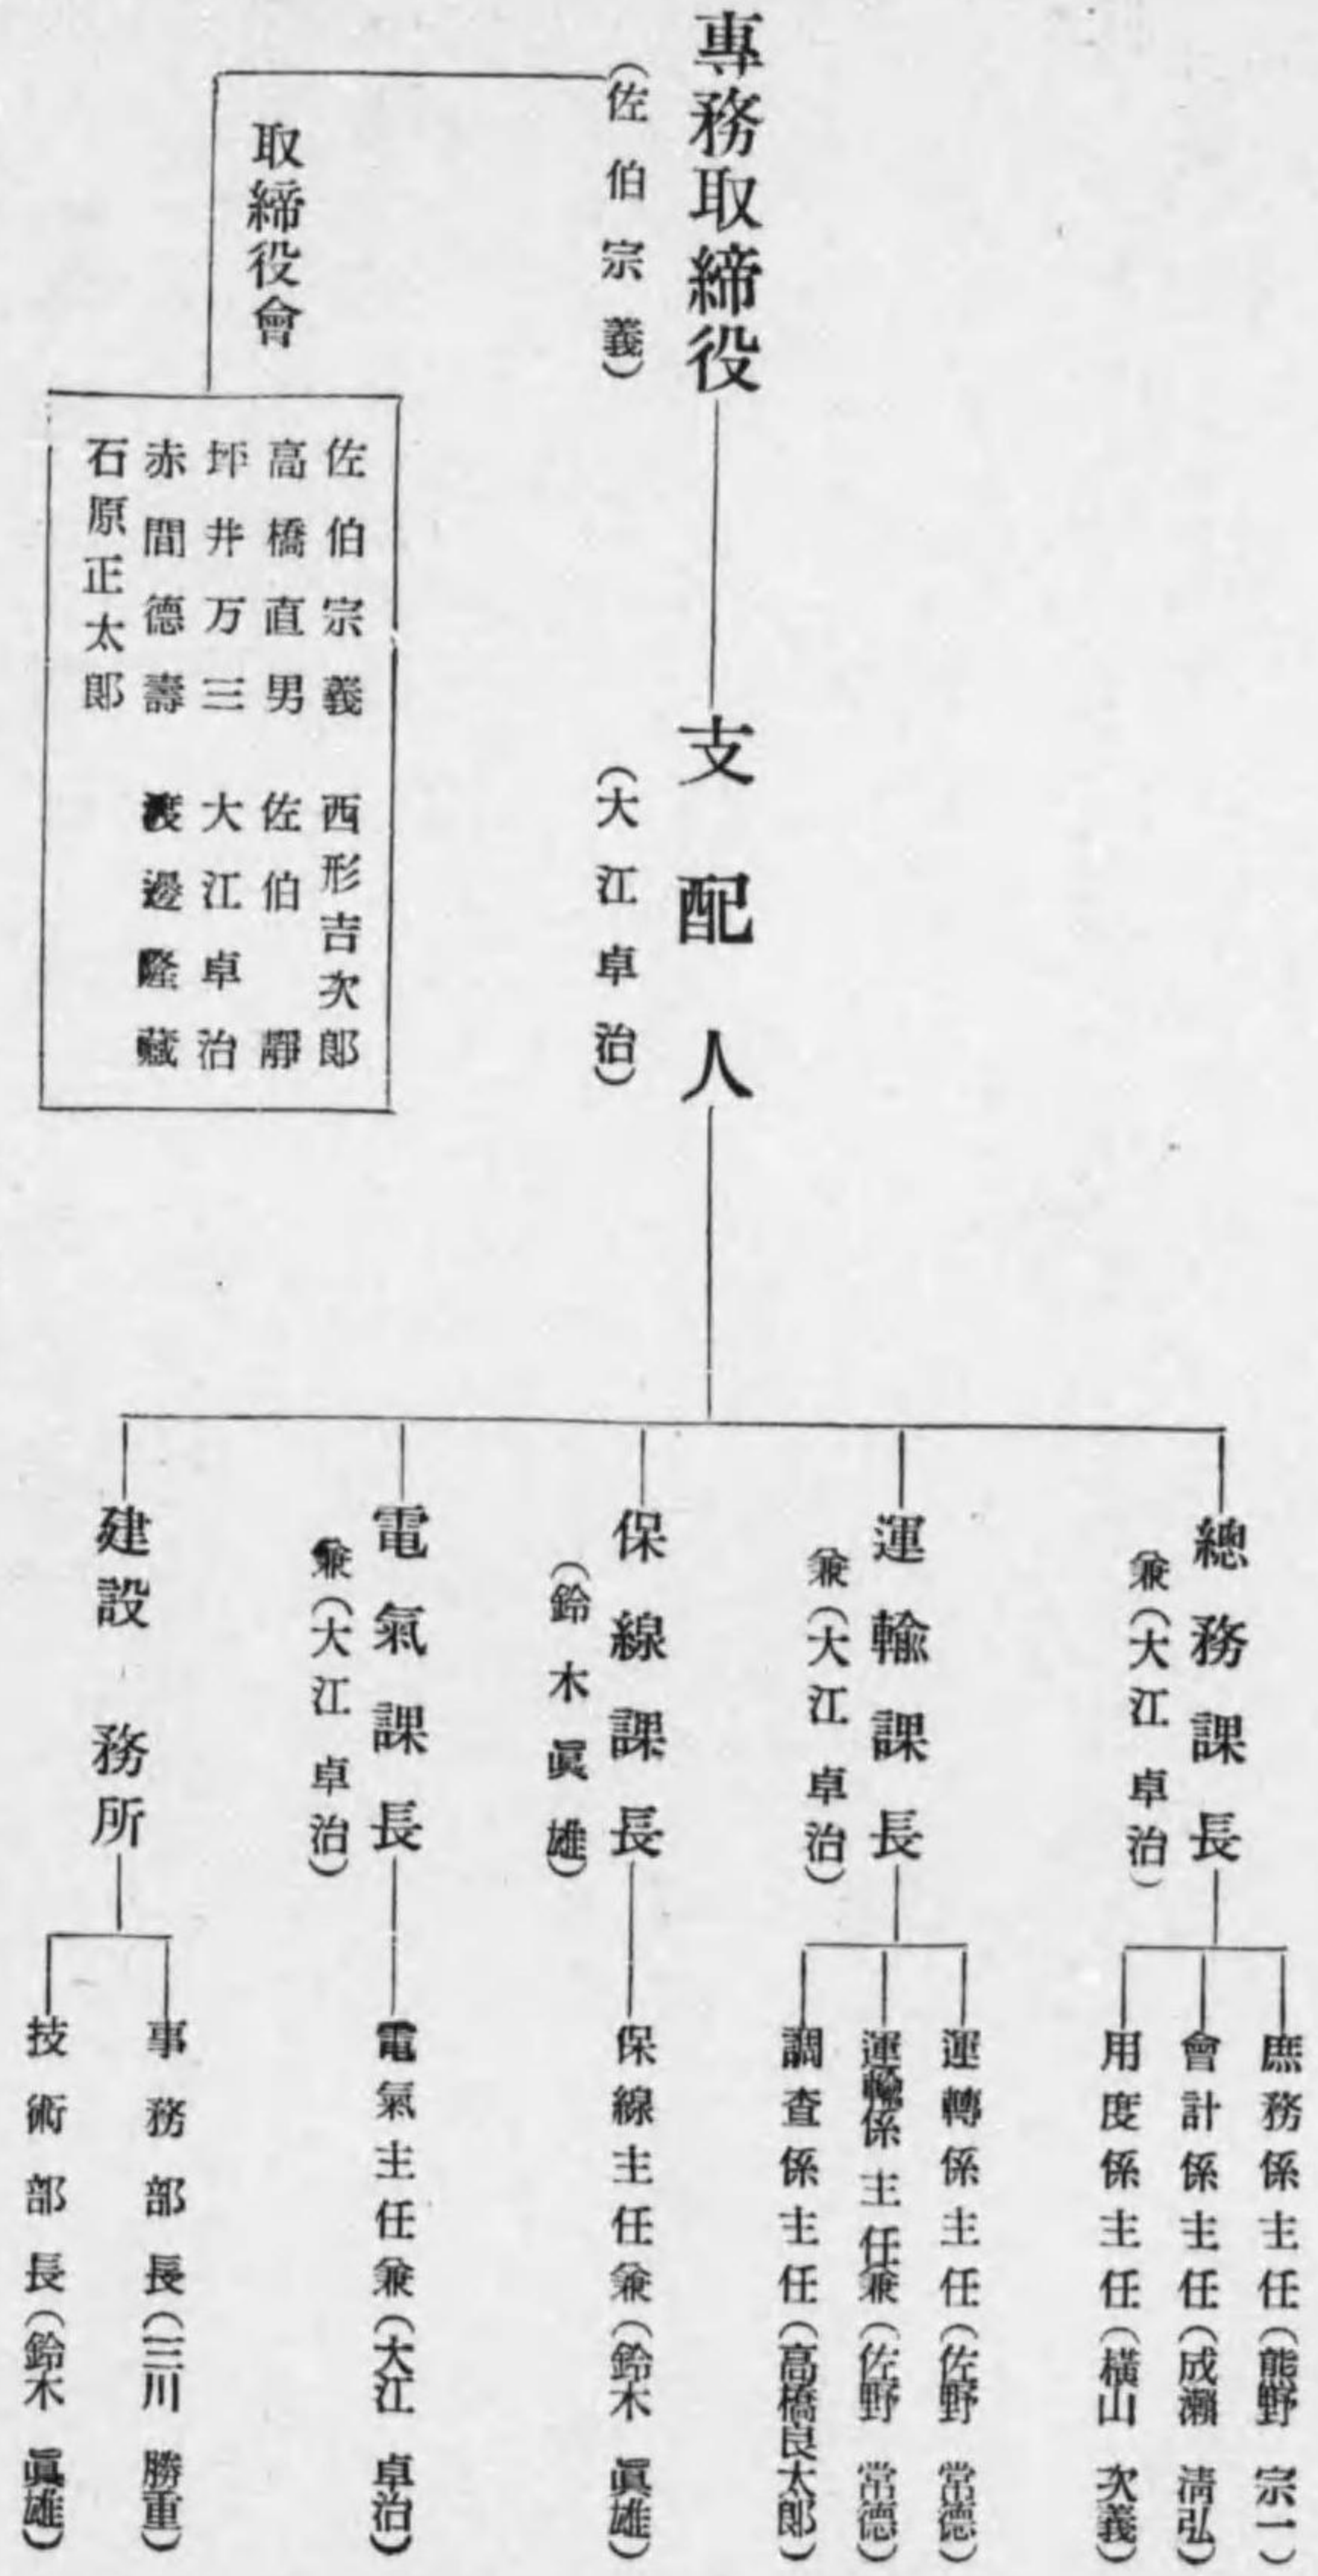 專務取締役
（佐伯宗義）
取締役會
佐伯宗義　西形吉次郎
高橋直男　佐伯靜
坪井万三　大江卓治
赤間德壽　渡邊隆藏
石原正太郎
支配人
（大江卓治）
總務課長
兼（大江卓治）
庶務係主任（熊野宗一）
會計係主任（成瀨淸弘）
用度係主任（橫山次義）
運輸課長
兼（大江卓治）
運轉係主任（佐野常德）
運輸係主任兼（佐野常德）
調査係主任（高橋良太郞）
保線課長
（鈴木眞雄）
保線主任兼（鈴木眞雄）
電氣課長
兼（大江卓治）
電氣主任兼（大江卓治）
建設務所
事務部長（三川勝重）
技術部長（鈴木眞雄）